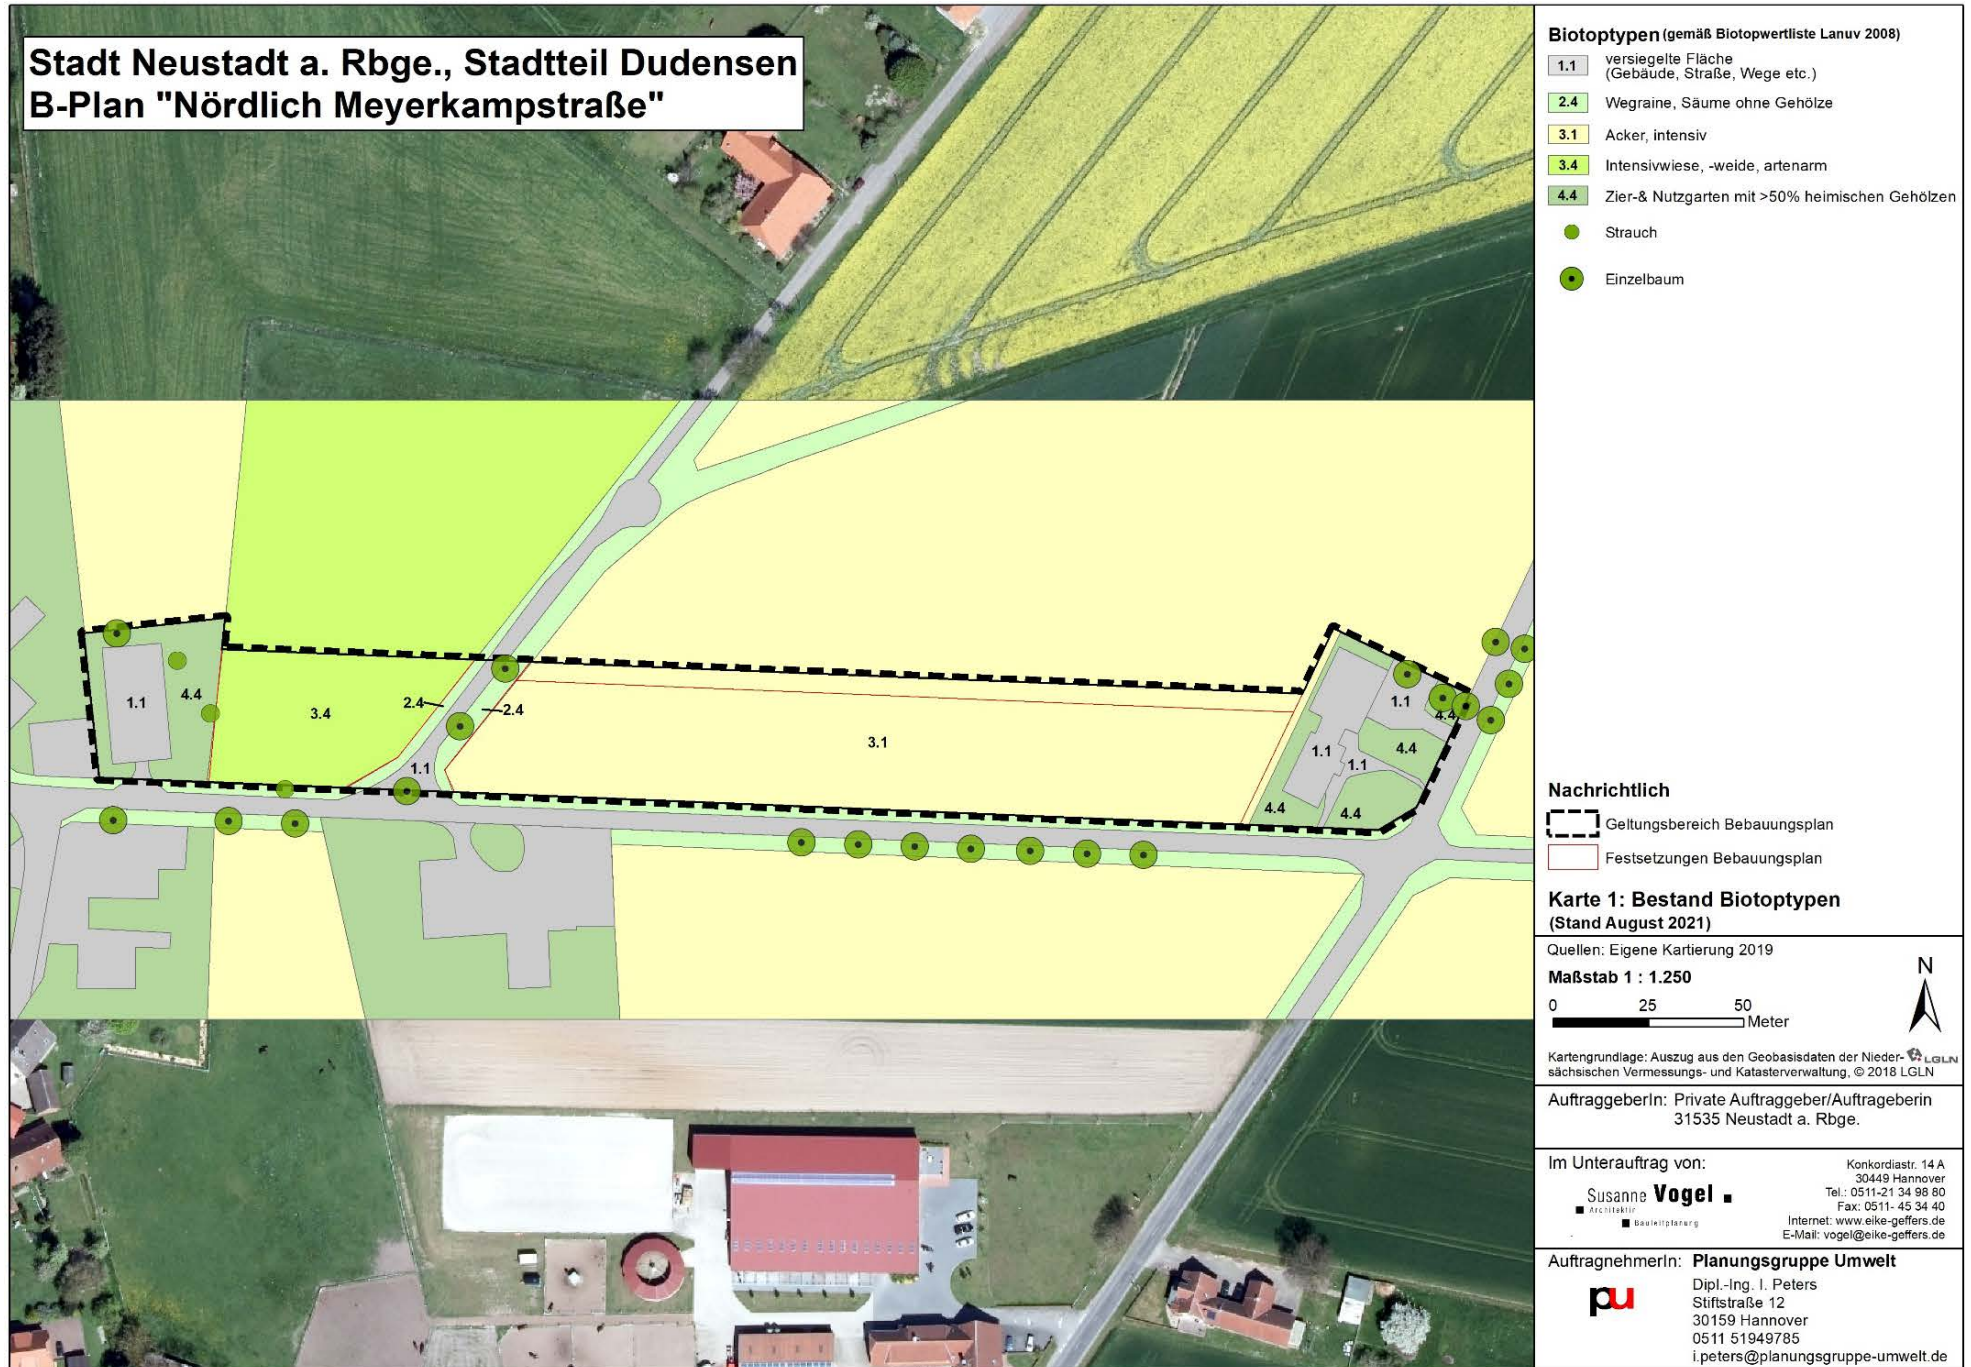 Stadt Neustadt a. Rbge., Stadtteil Dudensen
B-Plan "Nördlich Meyerkampstraße"
Biotoptypen (gemäß Biotopwertliste Lanuv 2008)
1.1 versiegelte Fläche
(Gebäude, Straße, Wege etc.)
2.4 Wegraine, Säume ohne Gehölze
3.1 Acker, intensiv
3.4 Intensivwiese, -weide, artenarm
4.4 Zier-& Nutzgarten mit >50% heimischen Gehölzen
Strauch
Einzelbaum
1.1
4.4
3.4
2.4
2.4
1.1
3.1
1.1
4.4
1.1
4.4
1.1
4.4
4.4
Nachrichtlich
Geltungsbereich Bebauungsplan
Festsetzungen Bebauungsplan
Karte 1: Bestand Biotoptypen
(Stand August 2021)
Quellen: Eigene Kartierung 2019
Maßstab 1 : 1.250
0 25 50
Meter
N
Kartengrundlage: Auszug aus den Geobasisdaten der Nieder-
sächsischen Vermessungs- und Katasterverwaltung, © 2018 LGLN
LGLN
AuftraggeberIn: Private Auftraggeber/Auftrageberin
31535 Neustadt a. Rbge.
Im Unterauftrag von:
Susanne Vogel
Architektin
Bauleitplanung
Konkordiastr. 14 A
30449 Hannover
Tel.: 0511-21 34 98 80
Fax: 0511- 45 34 40
Internet: www.eike-geffers.de
E-Mail: vogel@eike-geffers.de
AuftragnehmerIn: Planungsgruppe Umwelt
pu
Dipl.-Ing. I. Peters
Stiftstraße 12
30159 Hannover
0511 51949785
i.peters@planungsgruppe-umwelt.de